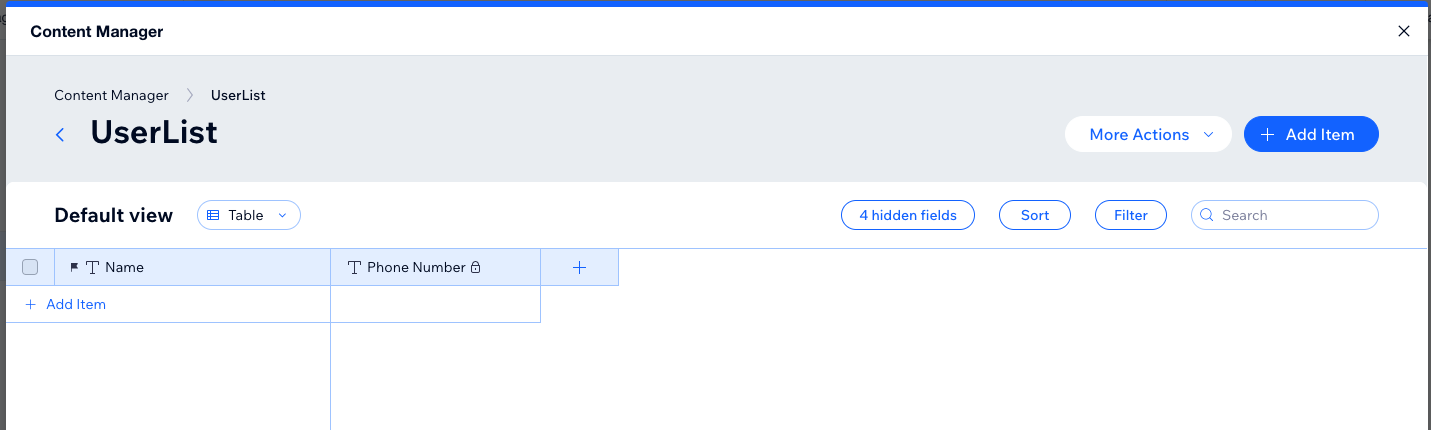 Content Manager
Content Manager UserList
UserList
More Actions
Add Item
Default view
Table
4 hidden fields
Sort
Filter
Search
Name
Phone Number
Add Item